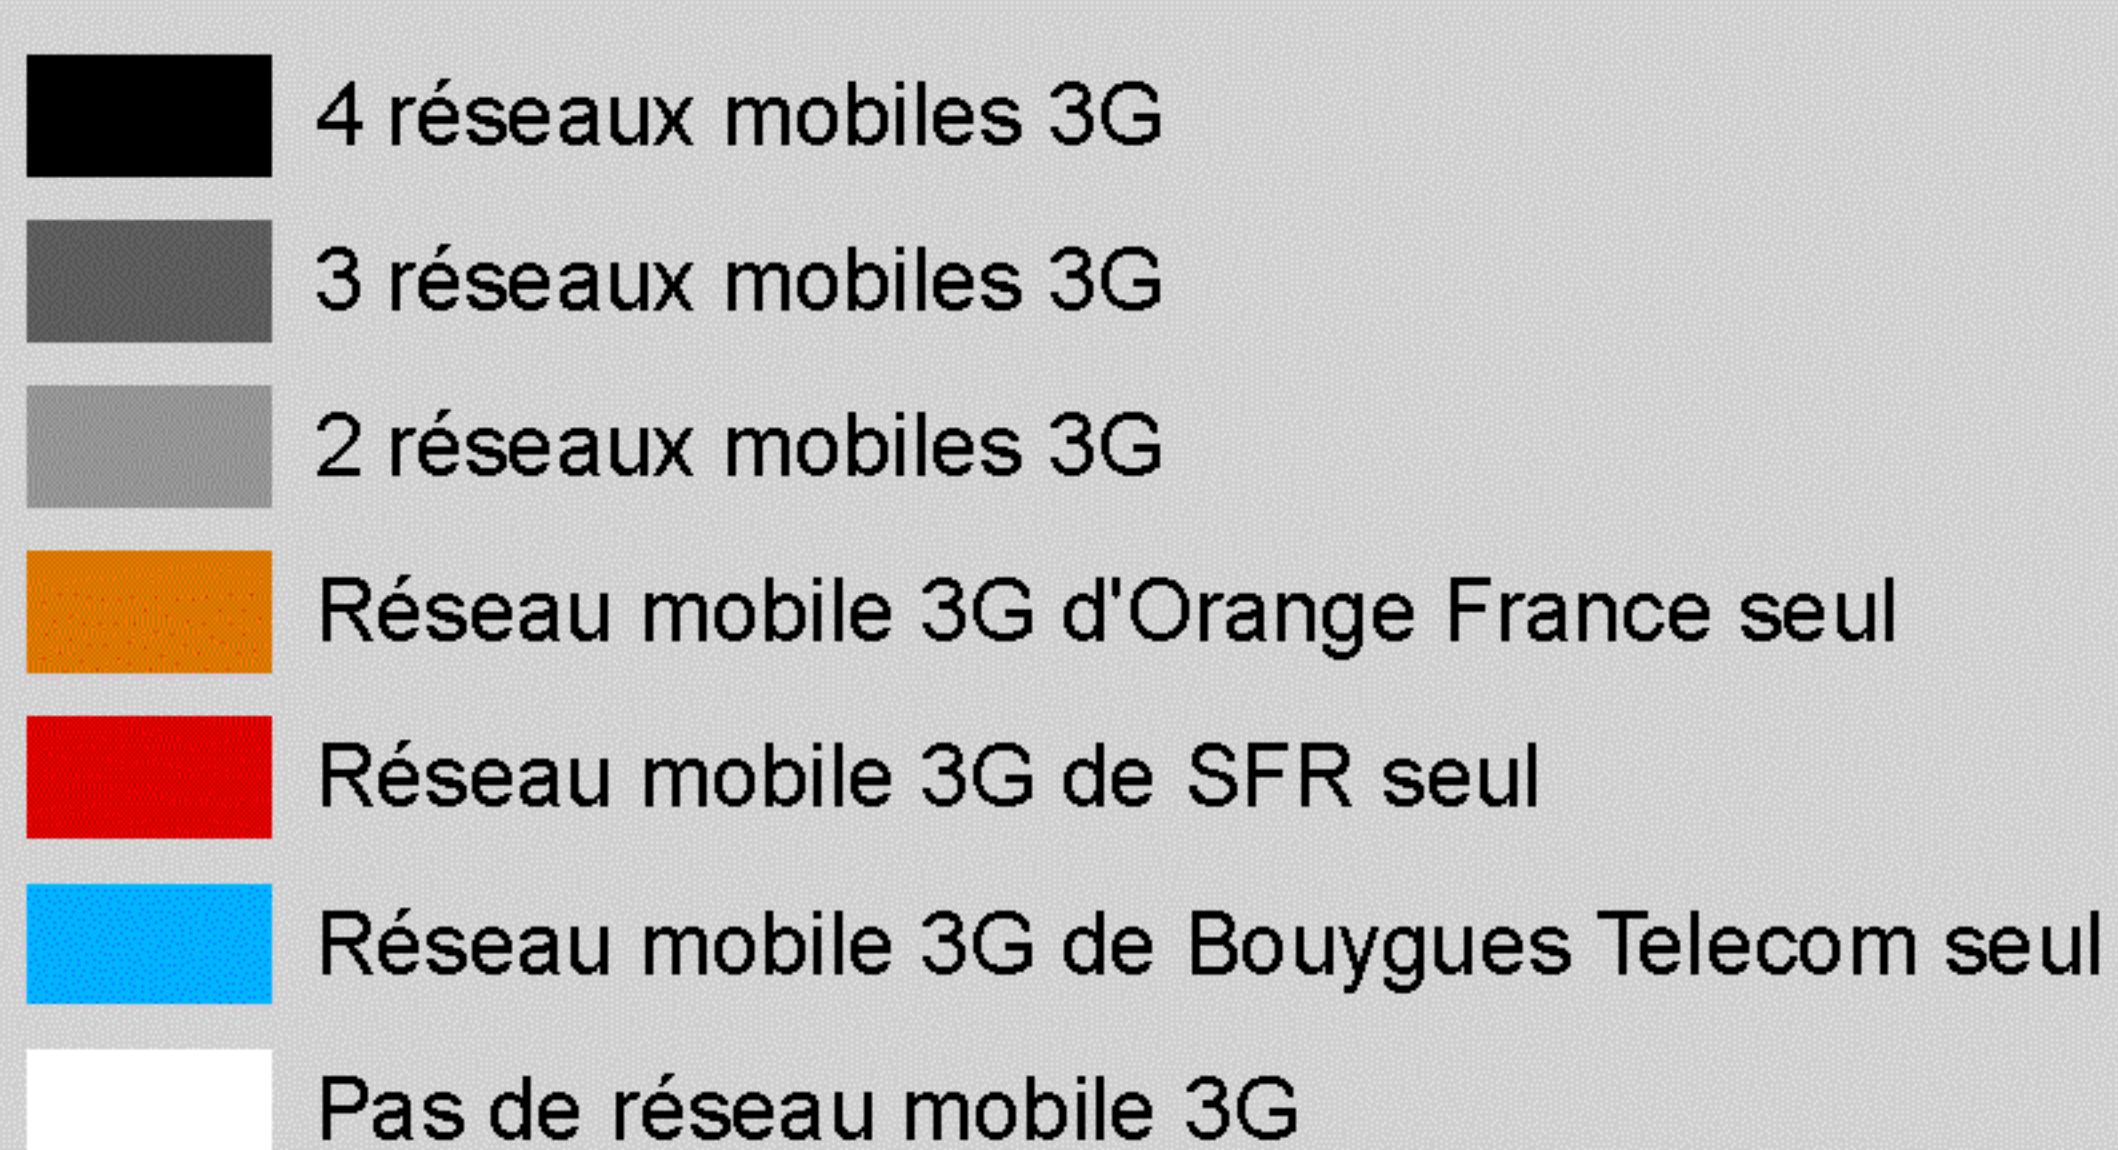 4 réseaux mobiles 3G
3 réseaux mobiles 3G
2 réseaux mobiles 3G
Réseau mobile 3G d'Orange France seul
Réseau mobile 3G de SFR seul
Réseau mobile 3G de Bouygues Telecom seul
Pas de réseau mobile 3G